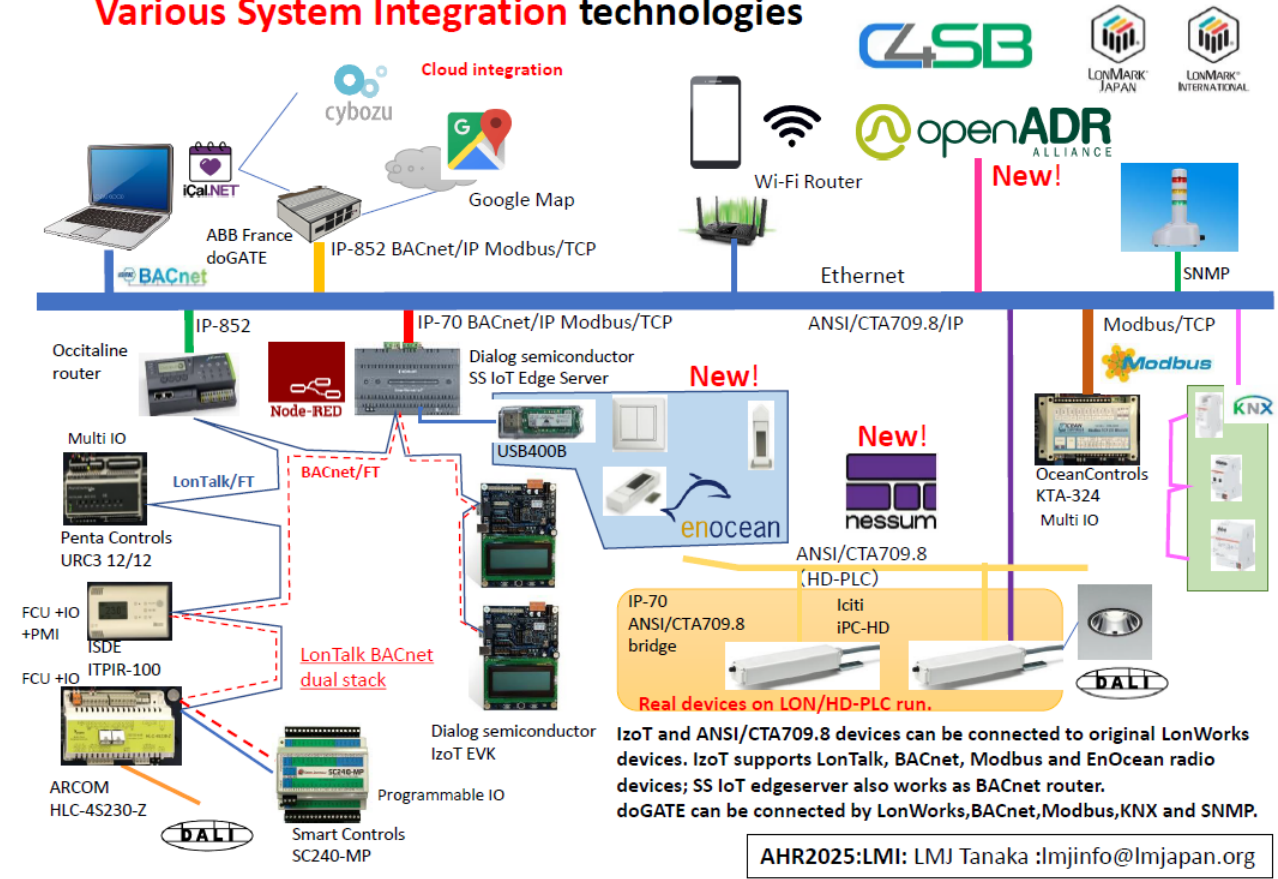 Various System Integration technologies
C4SB
LONMARK®
JAPAN
LONMARK®
INTERNATIONAL
Cloud integration
cybozu
openADR
ALLIANCE
New!
iCal.NET
G
Google Map
Wi-Fi Router
ABB France
doGATE
IP-852 BACnet/IP Modbus/TCP
BACnet
Ethernet
SNMP
IP-852
IP-70 BACnet/IP Modbus/TCP
ANSI/CTA709.8/IP
Modbus/TCP
Occitaline
router
Node-RED
Dialog semiconductor
SS IoT Edge Server
New!
Modbus
KNX
Multi IO
LonTalk/FT
BACnet/FT
USB400B
enocean
New!
nessum
OceanControls
KTA-324
Multi IO
Penta Controls
URC3 12/12
ANSI/CTA709.8
(HD-PLC)
FCU +IO
+PMI
ISDE
ITPIR-100
IP-70
ANSI/CTA709.8
bridge
Iciti
iPC-HD
LonTalk BACnet
dual stack
FCU +IO
DALI
Real devices on LON/HD-PLC run.
Dialog semiconductor
IzoT EVK
ARCOM
HLC-4S230-Z
SC240-MP
Programmable IO
DALI
Smart Controls
SC240-MP
IzoT and ANSI/CTA709.8 devices can be connected to original LonWorks
devices. IzoT supports LonTalk, BACnet, Modbus and EnOcean radio
devices; SS IoT edgeserver also works as BACnet router.
doGATE can be connected by LonWorks,BACnet,Modbus,KNX and SNMP.
AHR2025:LMI: LMJ Tanaka :lmjinfo@lmjapan.org